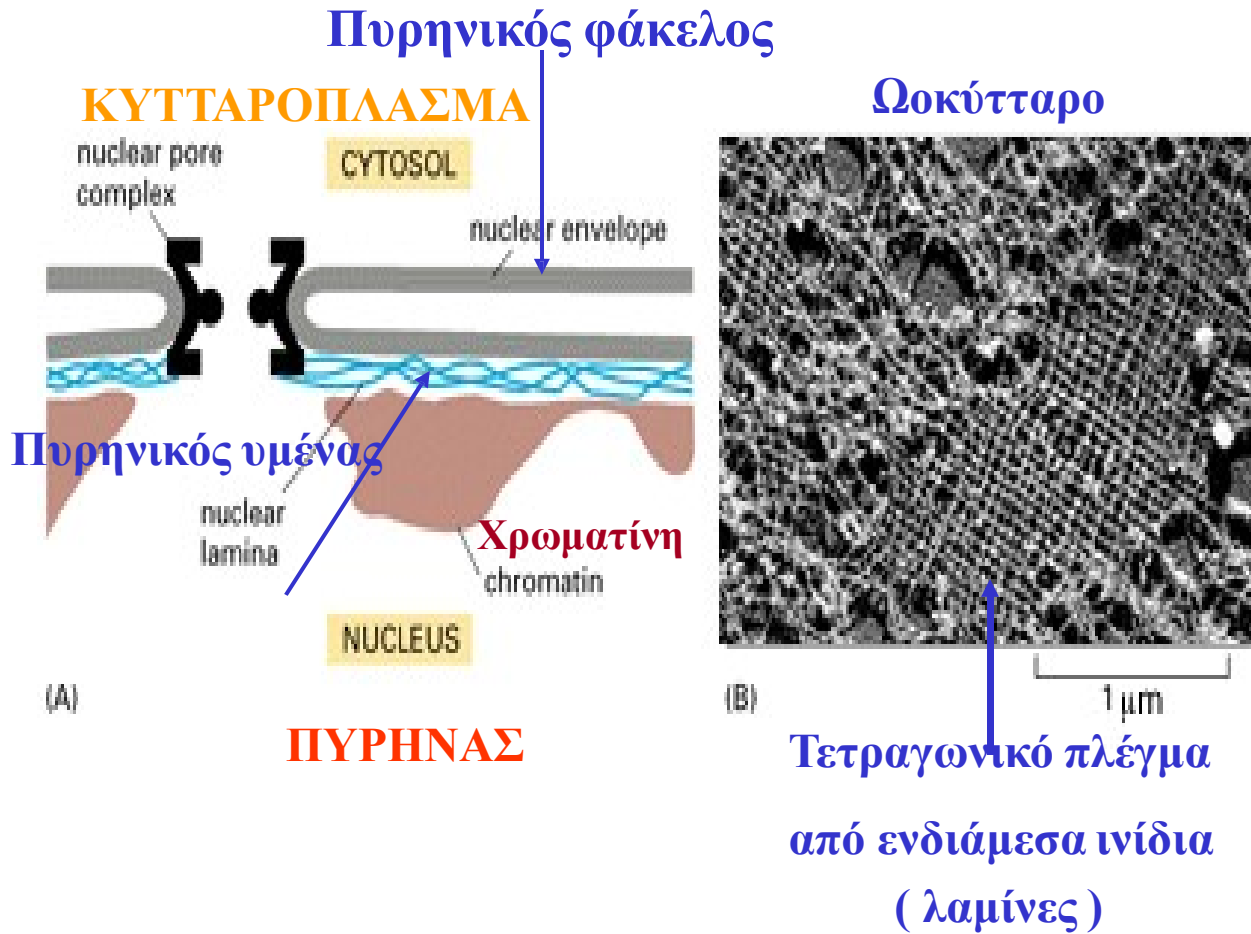 Πυρηνικός φάκελος
ΚΥΤΤΑΡΟΠΛΑΣΜΑ
Ωοκύτταρο
nuclear pore
complex
CYTOSOL
nuclear envelope
Πυρηνικός υμένας
nuclear
lamina
Χρωματίνη
chromatin
NUCLEUS
(A)
(B)
1 μm
ΠΥΡΗΝΑΣ
Τετραγωνικό πλέγμα
από ενδιάμεσα ινίδια
( λαμίνες )